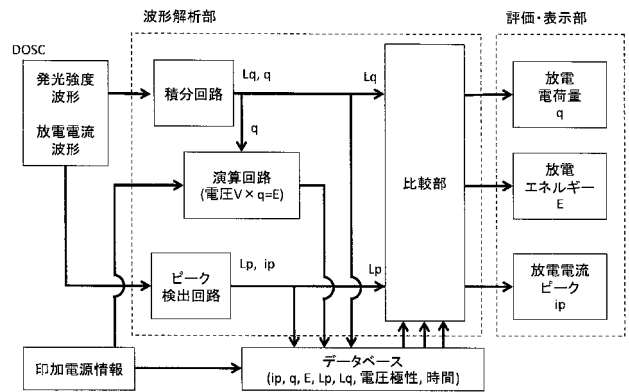 波形解析部
評価・表示部
DOSC
発光強度
波形
放電電流
波形
積分回路
Lq, q
Lq
q
演算回路
(電圧V×q=E)
比較部
放電
電荷量
q
放電
エネルギー
E
ピーク
検出回路
Lp, ip
Lp
放電電流
ピーク
ip
印加電源情報
データベース
(ip, q, E, Lp, Lq, 電圧極性, 時間)